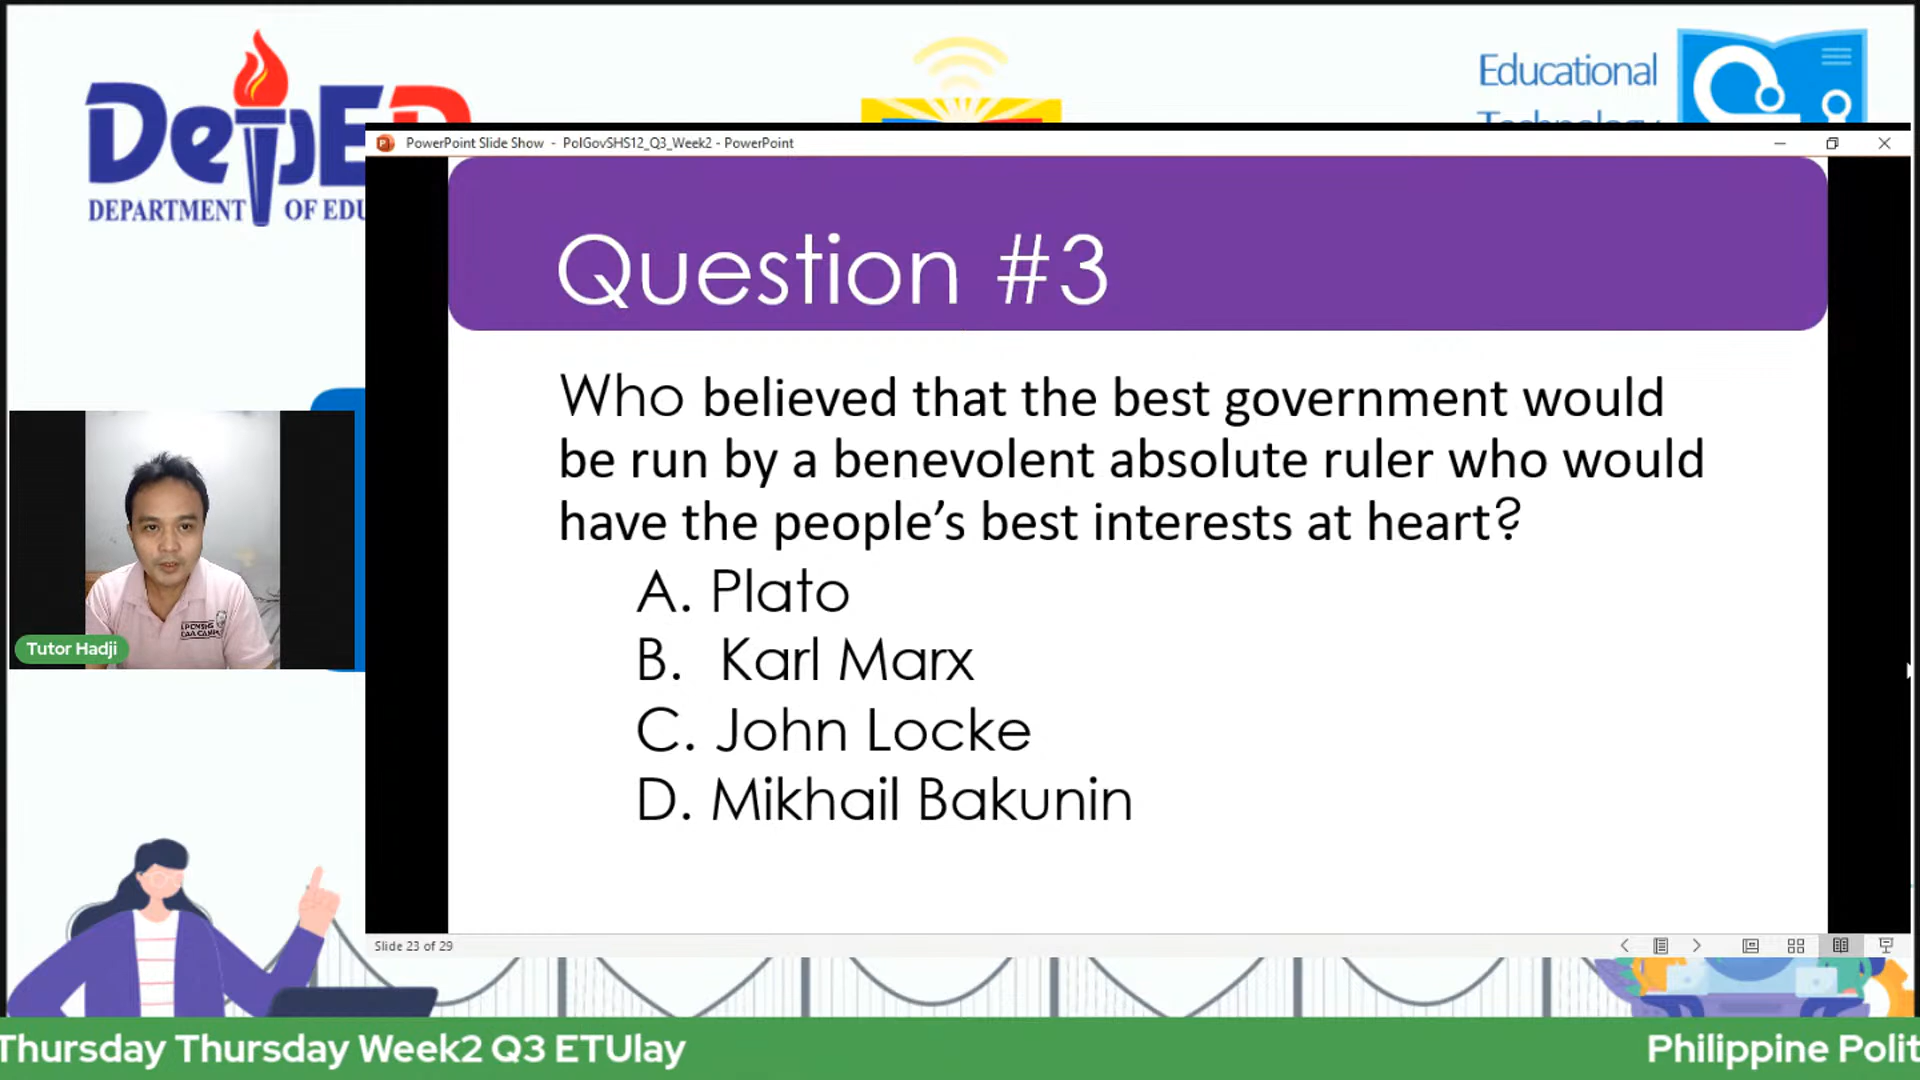 DepED
DEPARTMENT OF EDU
Educational
Technology
PowerPoint Slide Show - PolGovSHS12_Q3_Week2 - PowerPoint
Question #3
Who believed that the best government would
be run by a benevolent absolute ruler who would
have the people’s best interests at heart?
A. Plato
B. Karl Marx
C. John Locke
D. Mikhail Bakunin
Tutor Hadji
Slide 23 of 29
Thursday Thursday Week2 Q3 ETUlay
Philippine Polit